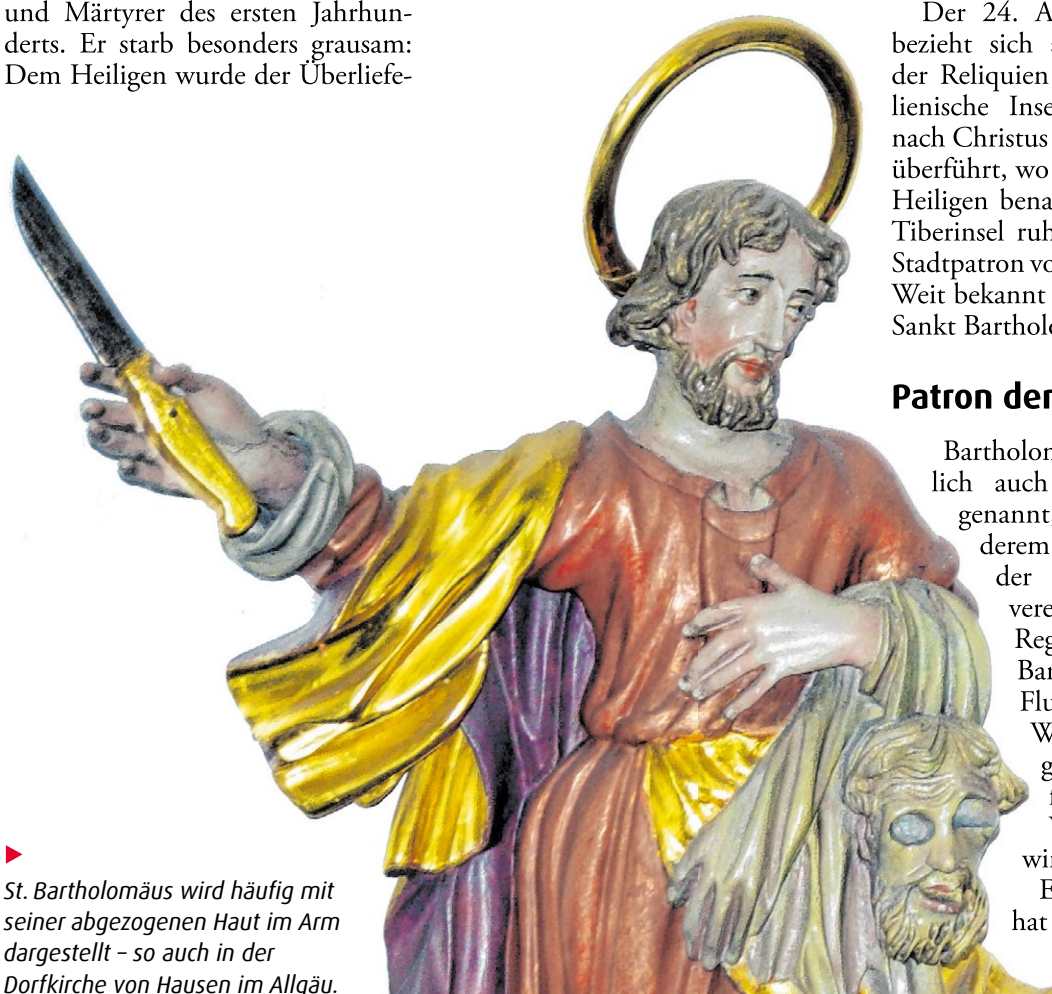 und Märtyrer des ersten Jahrhun-
derts. Er starb besonders grausam:
Dem Heiligen wurde der Überliefe-
St. Bartholomäus wird häufig mit
seiner abgezogenen Haut im Arm
dargestellt – so auch in der
Dorfkirche von Hausen im Allgäu.
Der 24. A
bezieht sich
der Reliquien
lienische Inse
nach Christus
überführt, wo
Heiligen bena
Tiberinsel ruh
Stadtpatron vo
Weit bekannt
Sankt Barthol
Patron der
Bartholom
lich auch
genannt,
derem
der
vere
Reg
Bar
Flu
W
g
wir
E
hat